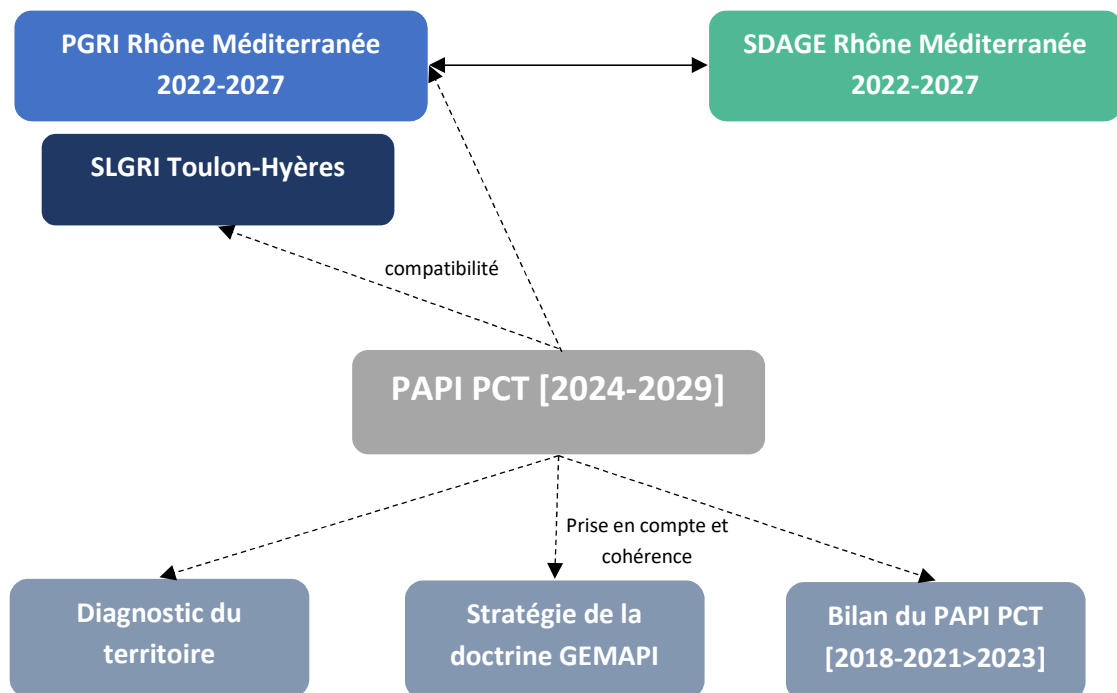 PGRI Rhône Méditerranée
2022-2027
SDAGE Rhône Méditerranée
2022-2027
SLGRI Toulon-Hyères
compatibilité
PAPI PCT [2024-2029]
Prise en compte et
cohérence
Diagnostic du
territoire
Stratégie de la
doctrine GEMAPI
Bilan du PAPI PCT
[2018-2021>2023]